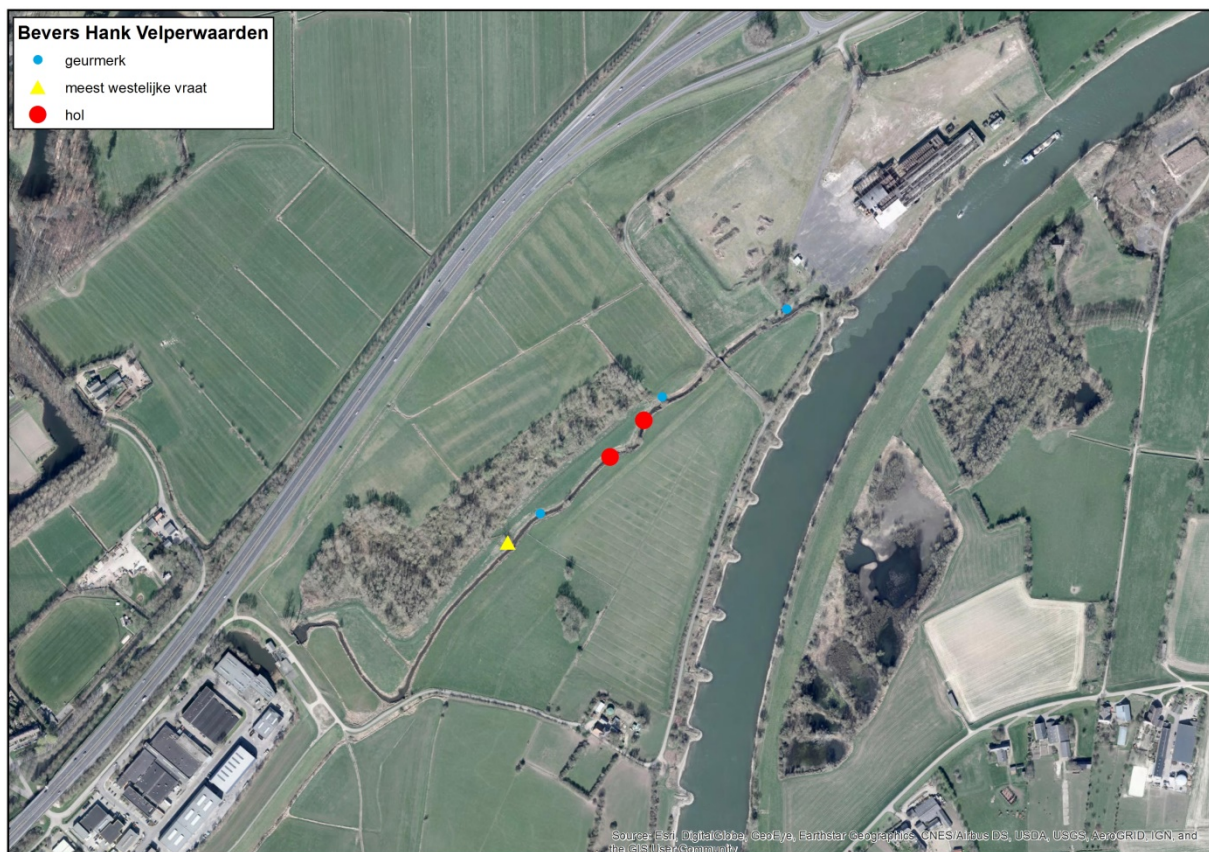 Bevers Hank Velperwaarden
geurmerk
meest westelijke vraat
hol
Source: Esri, DigitalGlobe, GeoEye, Earthstar Geographics, CNES/Airbus DS, USDA, USGS, AeroGRID, IGN, and
the GIS User Community